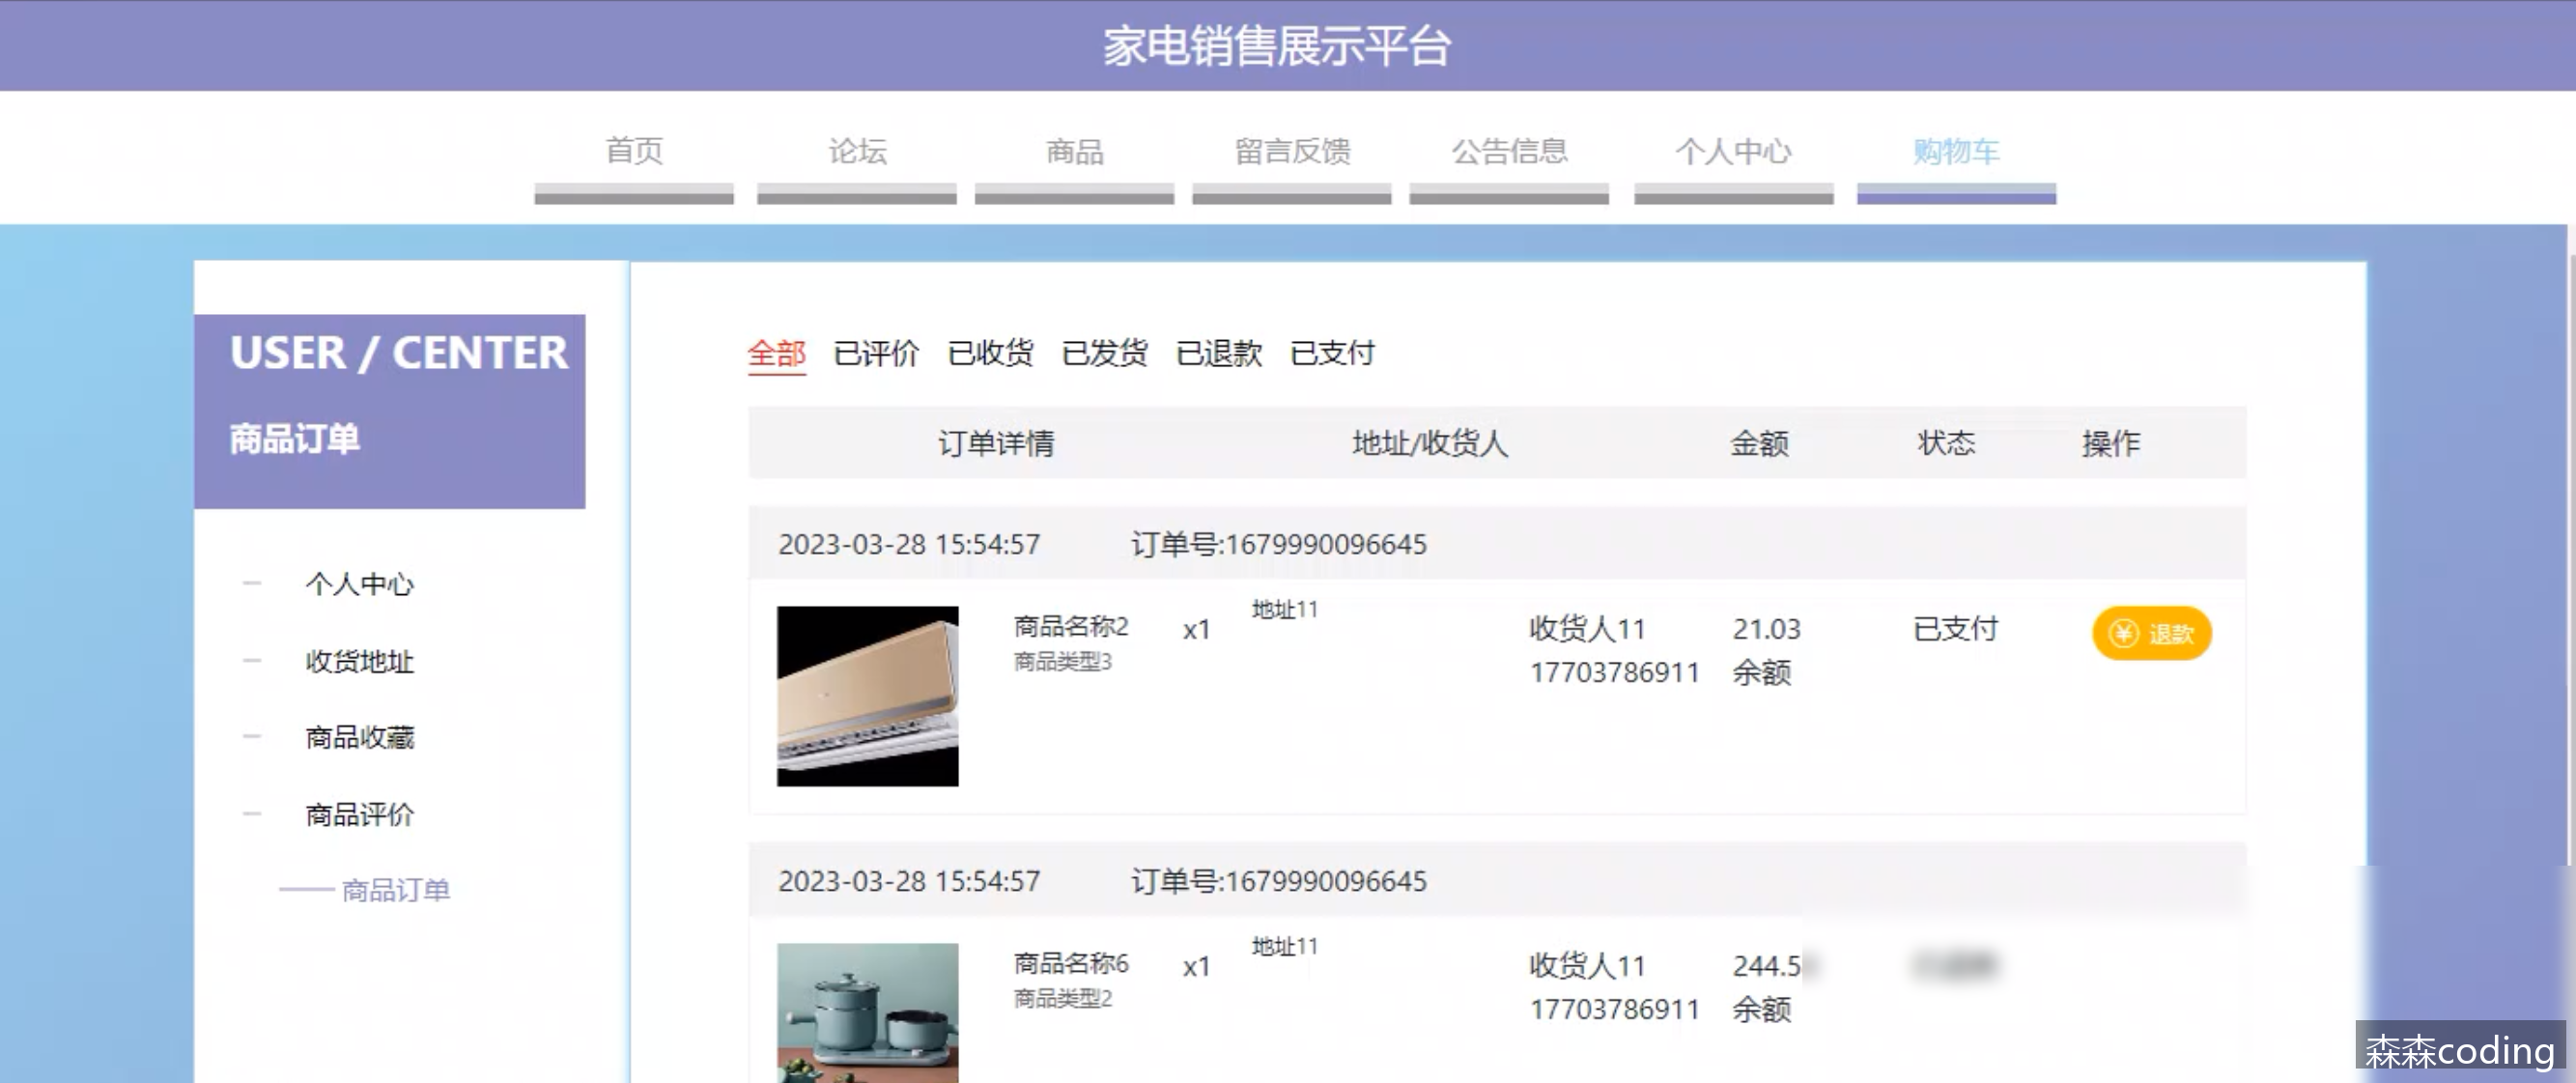 家电销售展示平台
首页 论坛 商品 留言反馈 公告信息 个人中心 购物车
USER / CENTER
商品订单
个人中心
收货地址
商品收藏
商品评价
商品订单
全部 已评价 已收货 已发货 已退款 已支付
订单详情 地址/收货人 金额 状态 操作
2023-03-28 15:54:57 订单号:1679990096645
商品名称2 x1 地址11 收货人11 21.03 已支付 退款
商品类型3 17703786911 余额
2023-03-28 15:54:57 订单号:1679990096645
商品名称6 x1 地址11 收货人11 244.5
商品类型2 17703786911 余额
森森coding